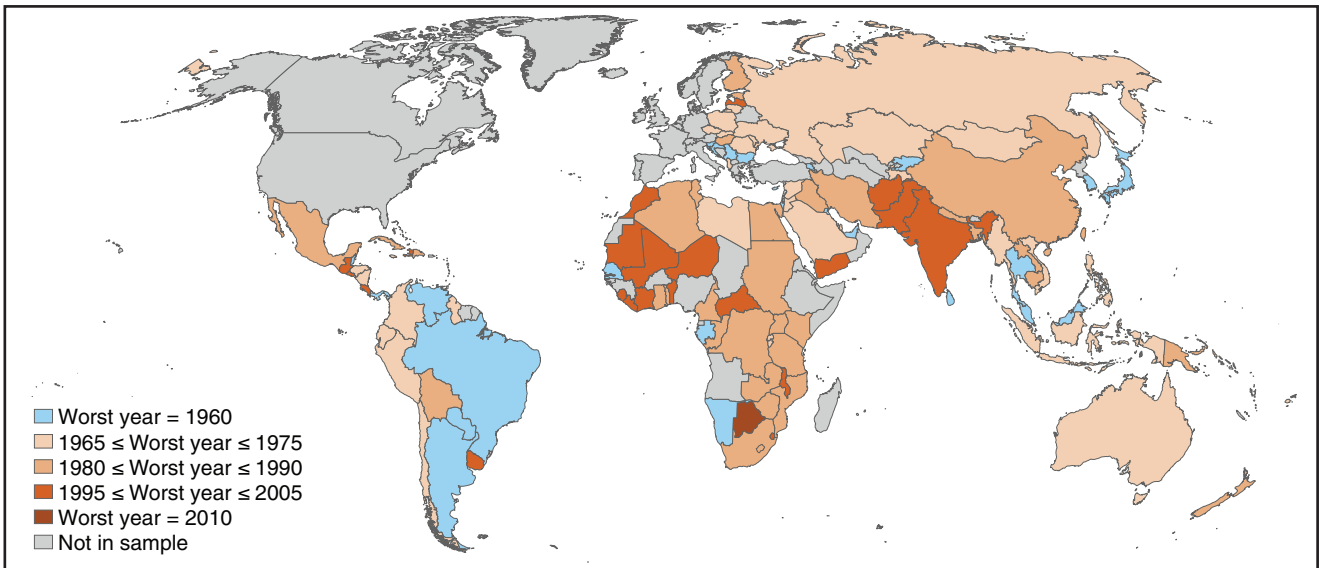 Worst year = 1960
1965 ≤ Worst year ≤ 1975
1980 ≤ Worst year ≤ 1990
1995 ≤ Worst year ≤ 2005
Worst year = 2010
Not in sample